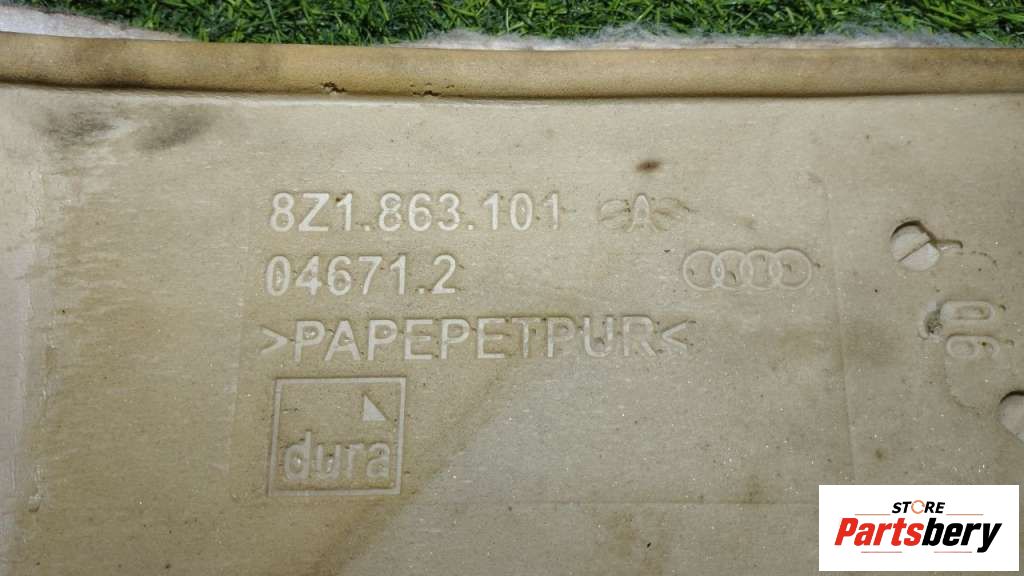 8Z1.863.101 A
04671.2
>PAPEPETPUR<
dura
STORE
Partsbery